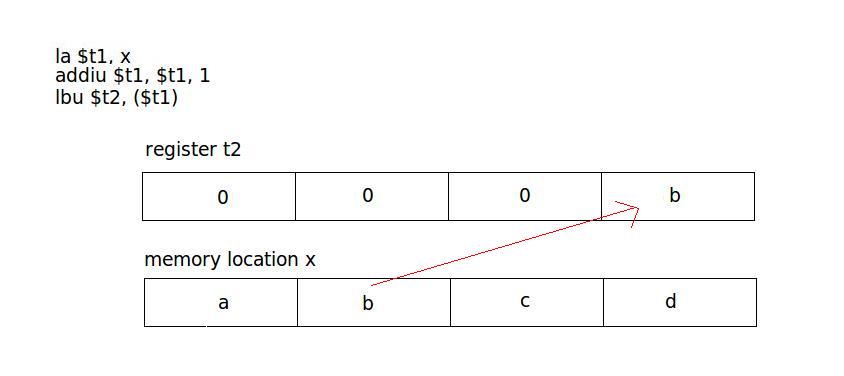 la $t1, x
addiu $t1, $t1, 1
lbu $t2, ($t1)
register t2
0 0 0 b
memory location x
a b c d